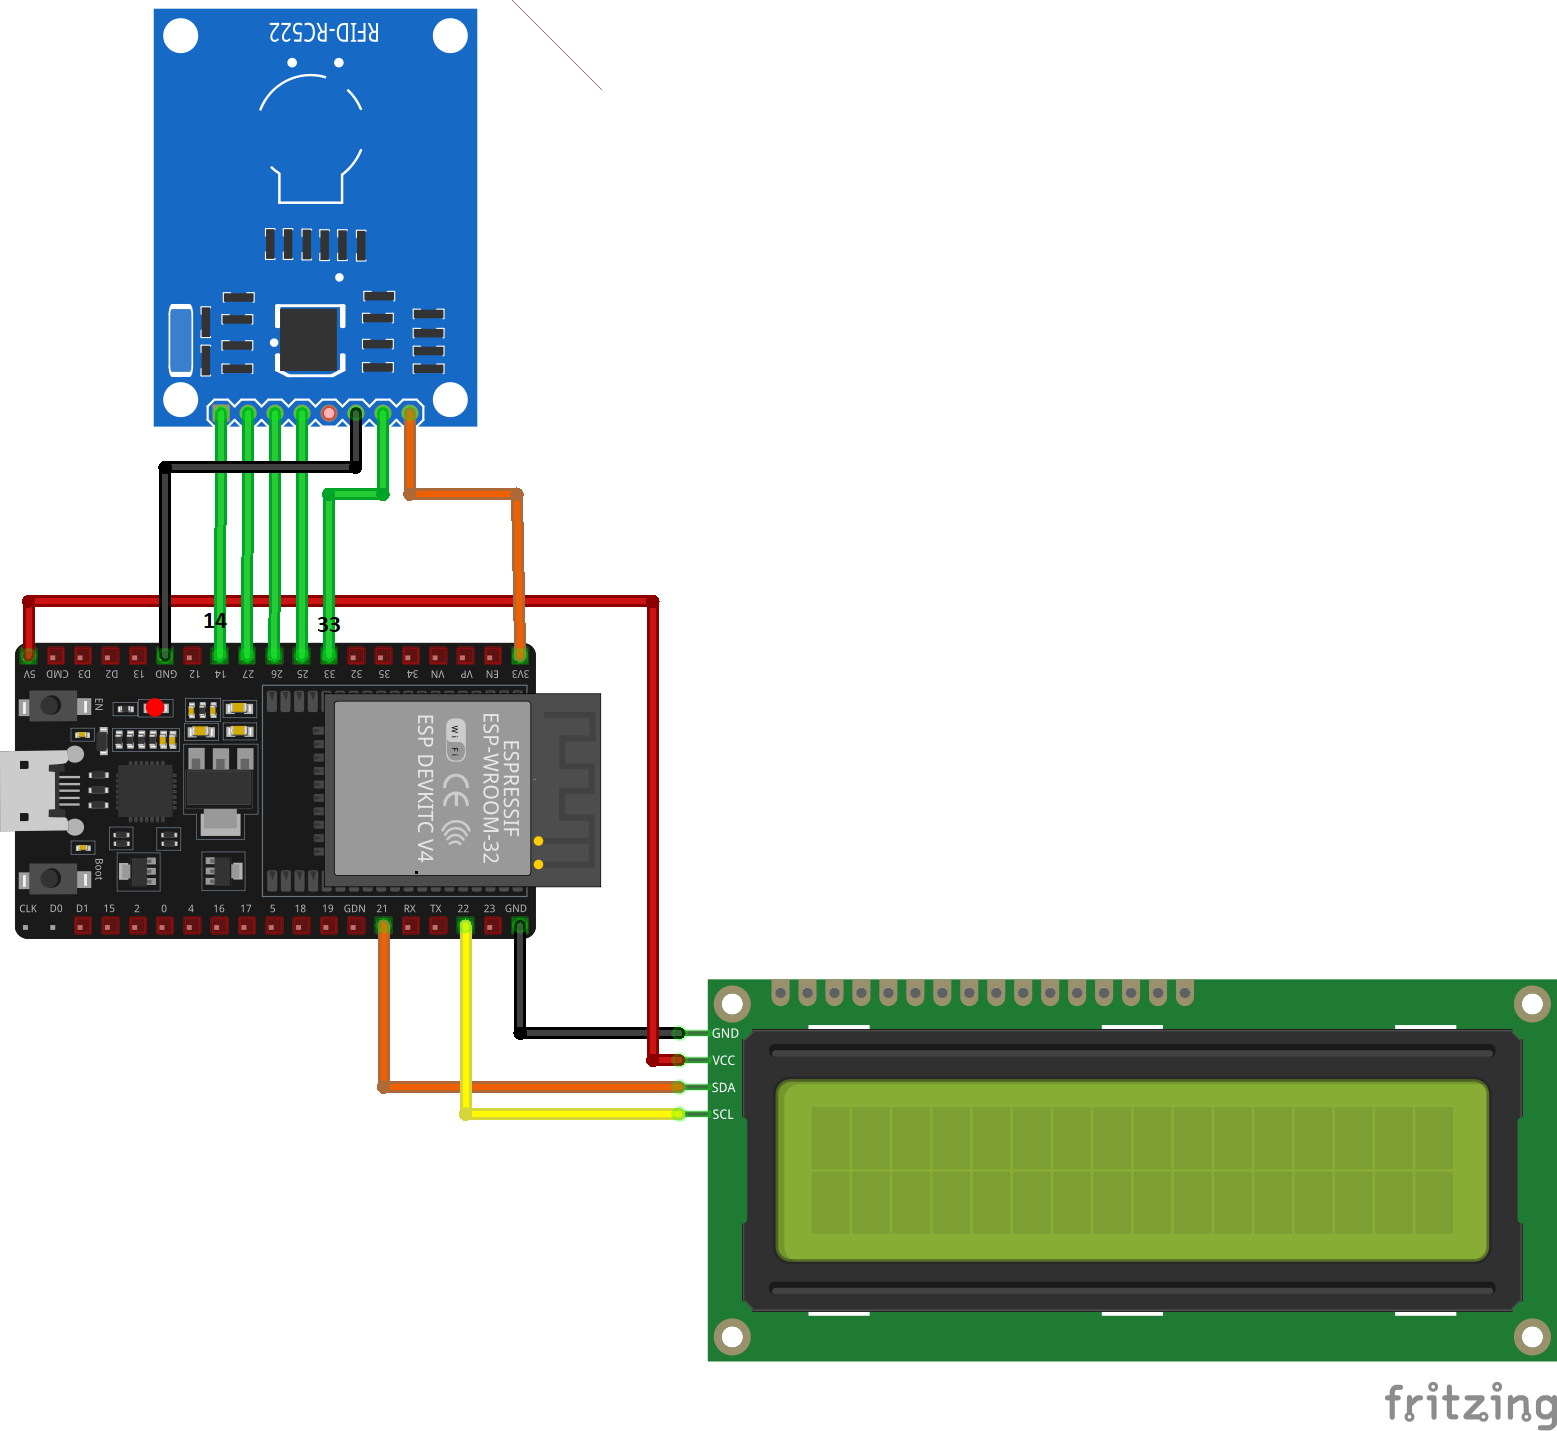 RFID-RC522
14 33
5V CMD D3 D2 13 GND 12 14 27 26 25 33 32 35 34 VN VP EN 3V3
EN
ESPRESSIF
ESP-WROOM-32
Wi Fi
CE
ESP DEVKITC V4
Boot
CLK D0 D1 15 2 0 4 16 17 5 18 19 GDN 21 RX TX 22 23 GND
GND
VCC
SDA
SCL
fritzing